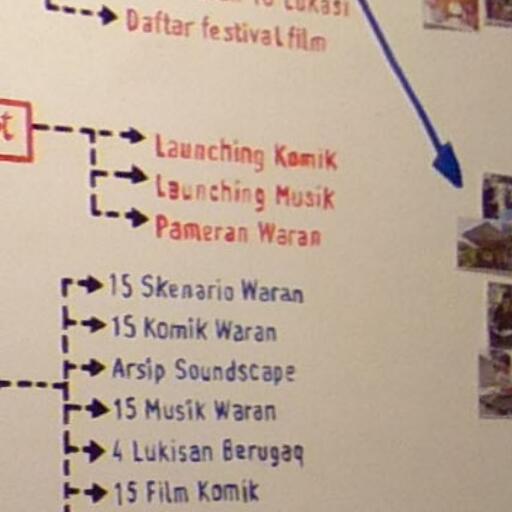 Lukasi
Daftar festival film
Launching Komik
Launching Musik
Pameran Waran
15 Skenario Waran
15 Komik Waran
Arsip Soundscape
15 Musik Waran
4 Lukisan Berugaq
15 Film Komik